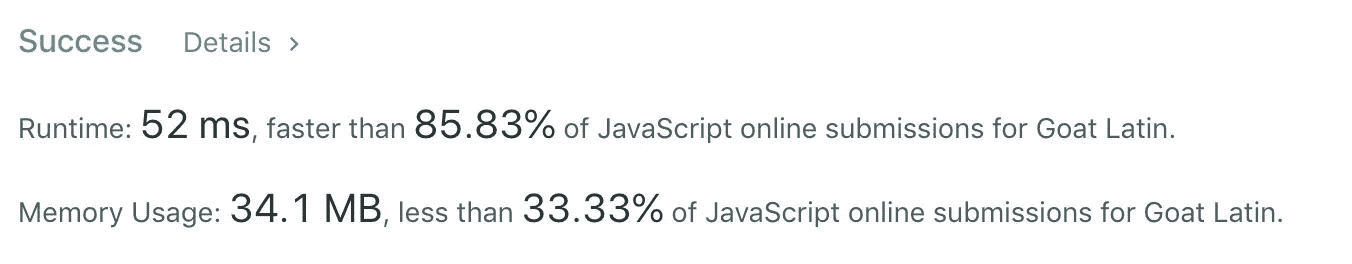 Success Details >
Runtime: 52 ms, faster than 85.83% of JavaScript online submissions for Goat Latin.
Memory Usage: 34.1 MB, less than 33.33% of JavaScript online submissions for Goat Latin.